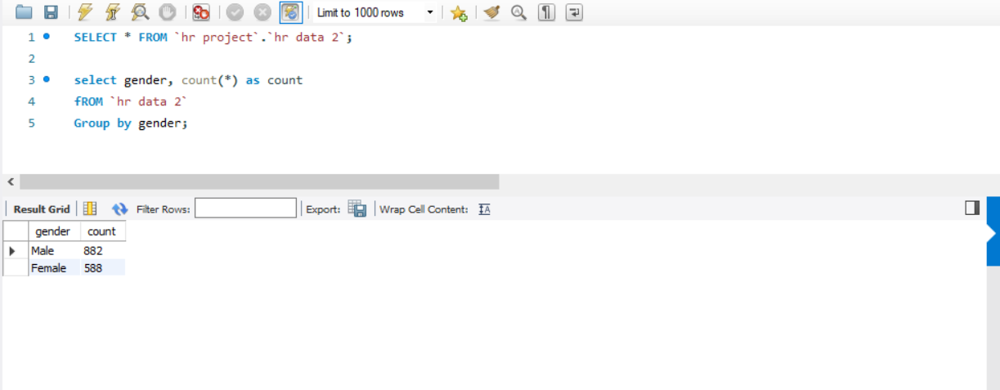 Limit to 1000 rows
1 SELECT * FROM `hr project`.`hr data 2`;
2
3 select gender, count(*) as count
4 fROM `hr data 2`
5 Group by gender;
Result Grid Filter Rows: Export: Wrap Cell Content:
gender count
Male 882
Female 588